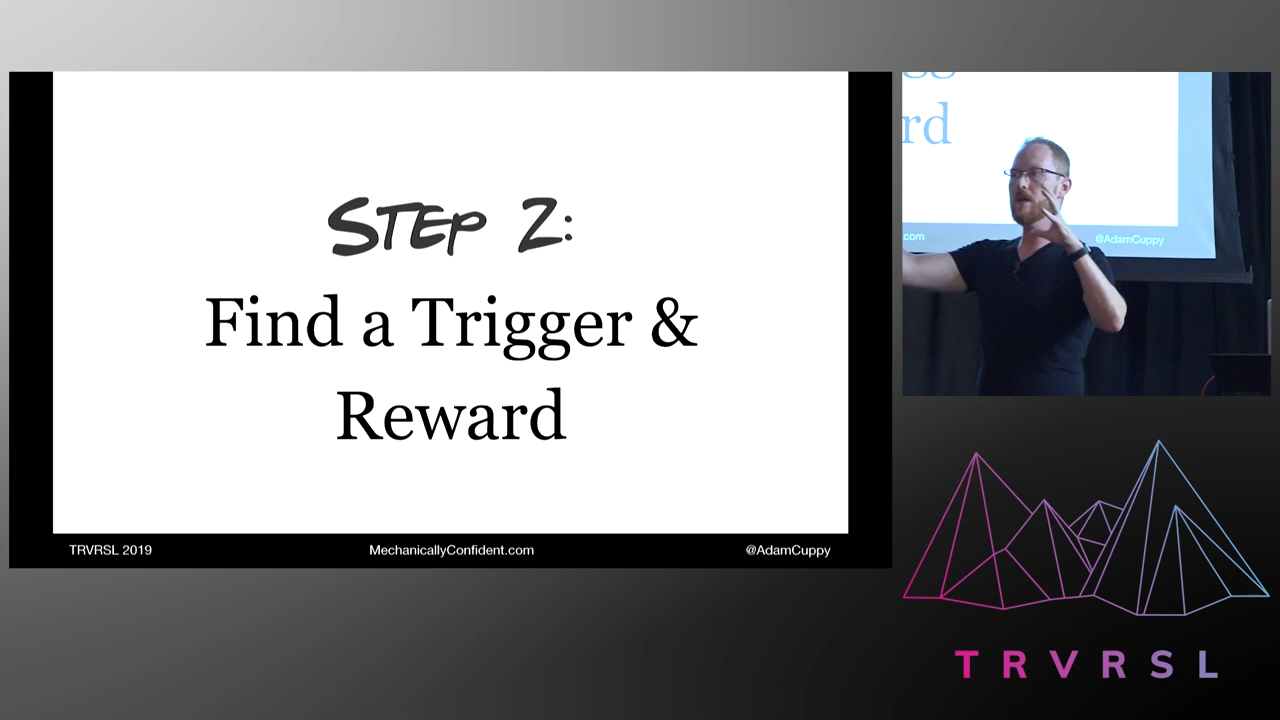 STEP 2:
Find a Trigger &
Reward
TRVRSL 2019
MechanicallyConfident.com
@AdamCuppy
rd
.com
@AdamCuppy
TRVRSL